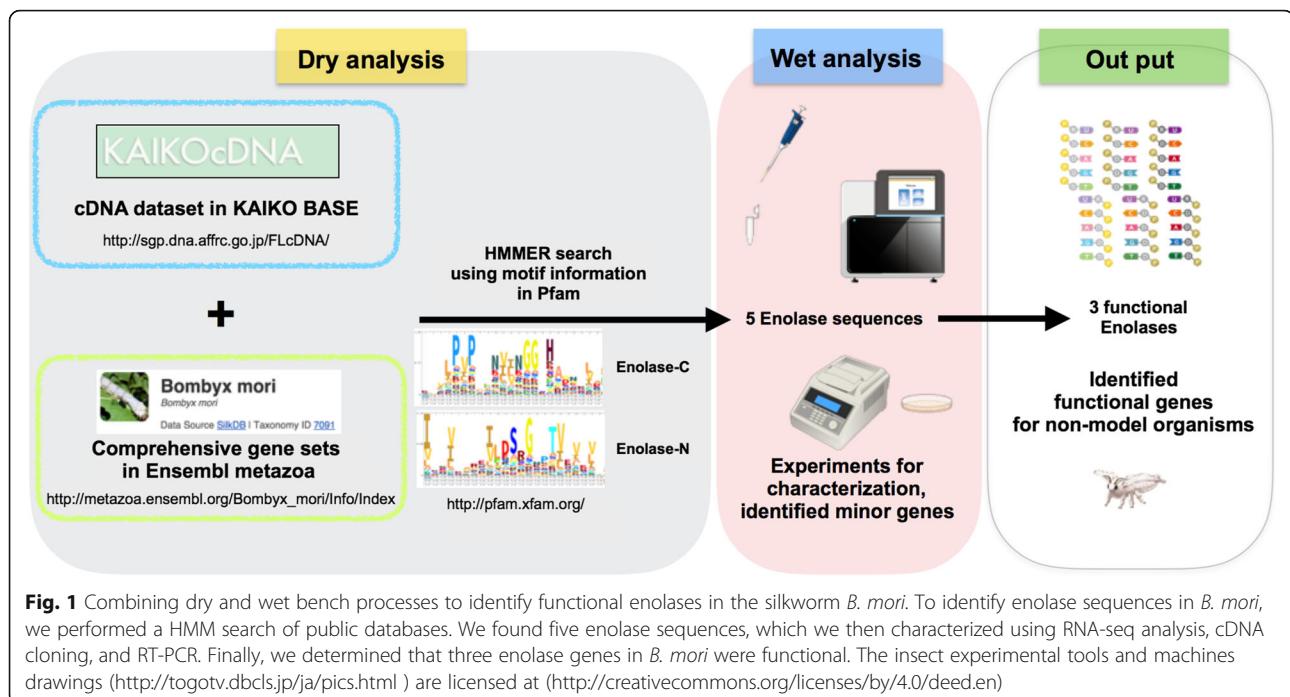 Dry analysis
KAIKOcDNA
cDNA dataset in KAIKO BASE
http://sgp.dna.affrc.go.jp/FLcDNA/
+
Bombyx mori
Bombyx mori
Data Source SilkDB I Taxonomy ID 7091
Comprehensive gene sets
in Ensembl metazoa
http://metazoa.ensembl.org/Bombyx_mori/Info/Index
HMMER search
using motif information
in Pfam
Enolase-C
Enolase-N
http://pfam.xfam.org/
Wet analysis
5 Enolase sequences
Experiments for
characterization,
identified minor genes
Out put
3 functional
Enolases
Identified
functional genes
for non-model organisms
Fig. 1 Combining dry and wet bench processes to identify functional enolases in the silkworm B. mori. To identify enolase sequences in B. mori,
we performed a HMM search of public databases. We found five enolase sequences, which we then characterized using RNA-seq analysis, cDNA
cloning, and RT-PCR. Finally, we determined that three enolase genes in B. mori were functional. The insect experimental tools and machines
drawings (http://togotv.dbcls.jp/ja/pics.html ) are licensed at (http://creativecommons.org/licenses/by/4.0/deed.en)